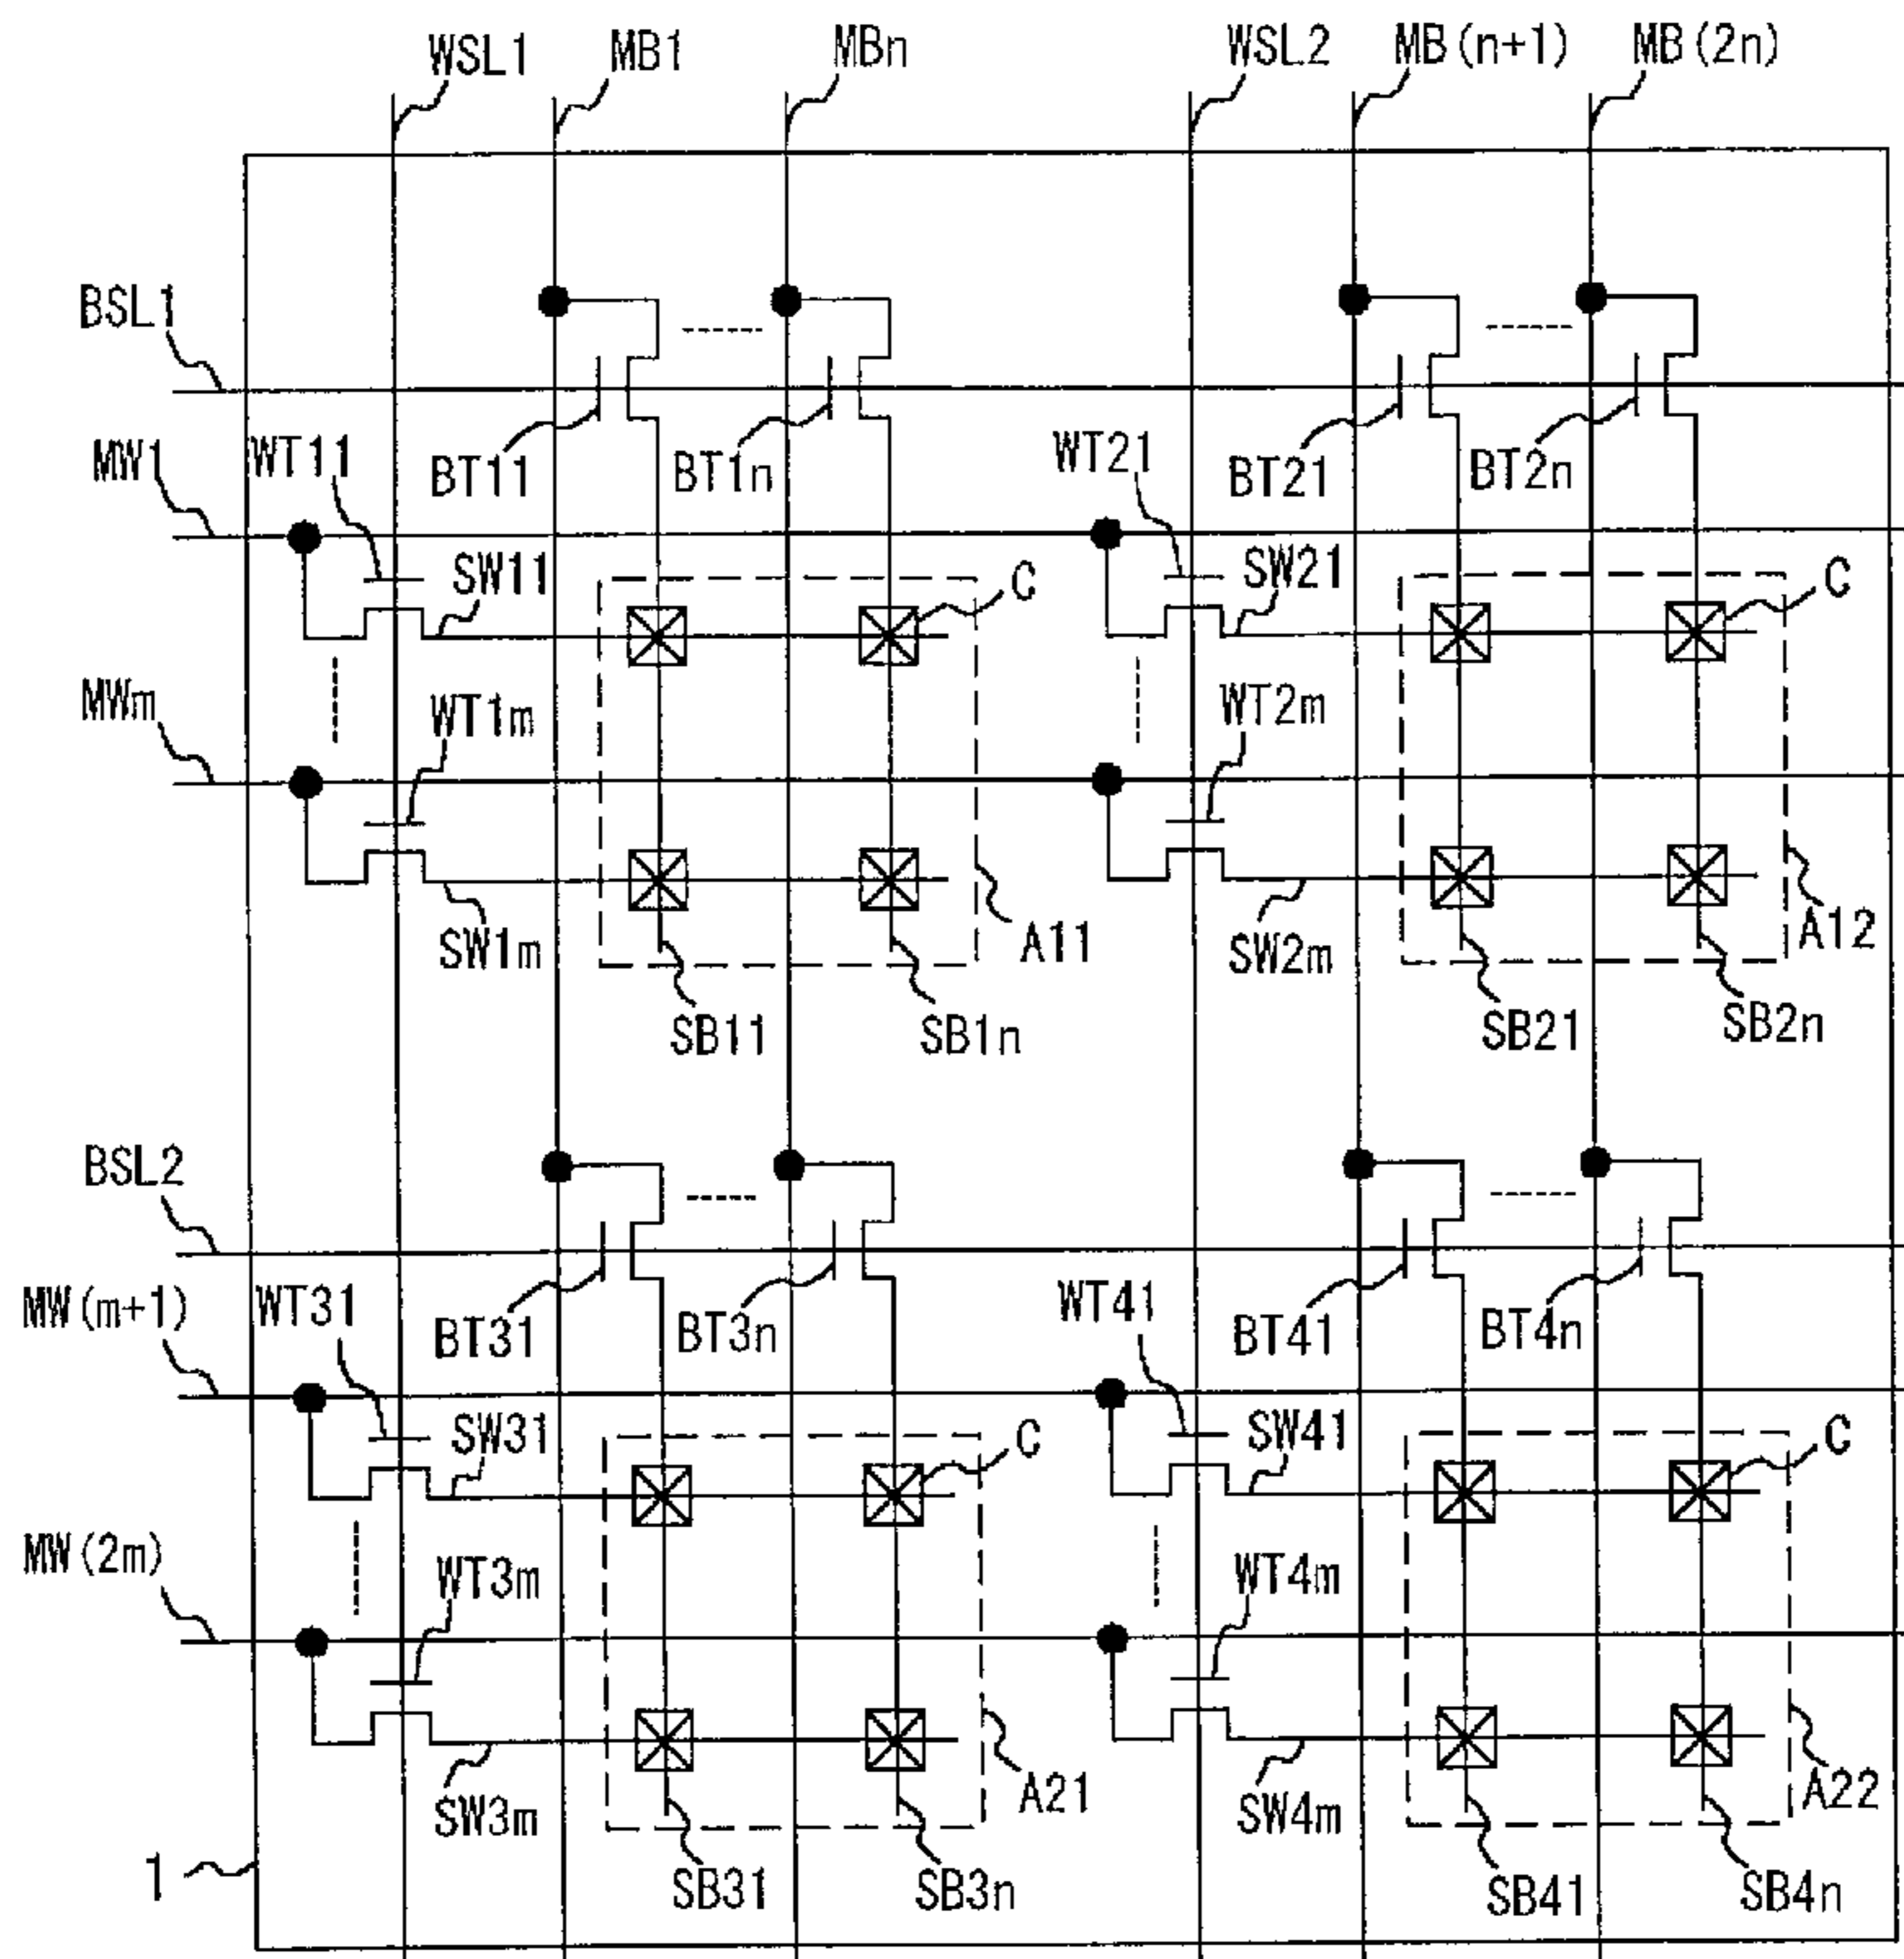 WSL1 MB1 MBn WSL2 MB(n+1) MB(2n)
BSL1
MW1 WT11 BT11 BT1n WT21 BT21 BT2n
SW11 C SW21 C
MWm WT1m WT2m
SW1m A11 SW2m A12
SB11 SB1n SB21 SB2n
BSL2
MW(m+1) WT31 BT31 BT3n WT41 BT41 BT4n
SW31 C SW41 C
MW(2m) WT3m WT4m
SW3m A21 SW4m A22
1 SB31 SB3n SB41 SB4n